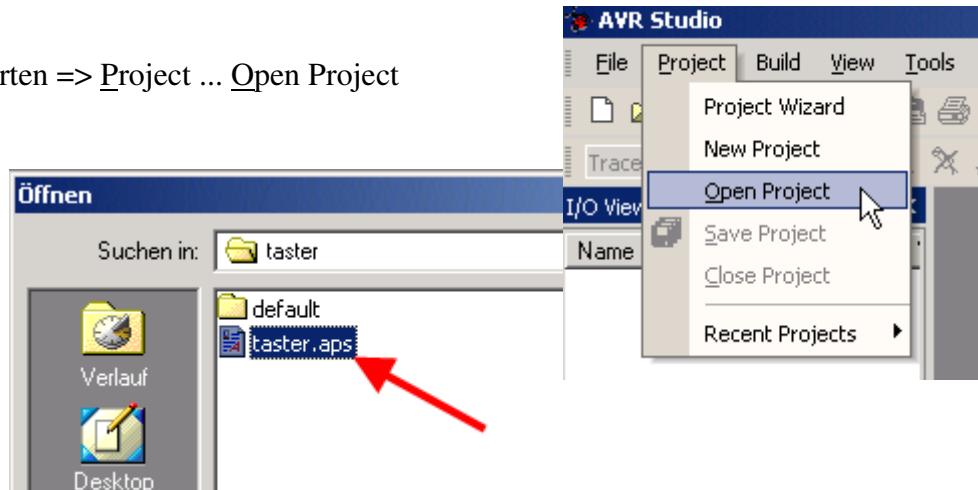 AVR Studio
File Project Build View Tools
rten => Project ... Open Project
Project Wizard
New Project
Trace
Open Project
I/O View
Save Project
Name
Close Project
Recent Projects
Öffnen
Suchen in: taster
default
taster.aps
Verlauf
Desktop